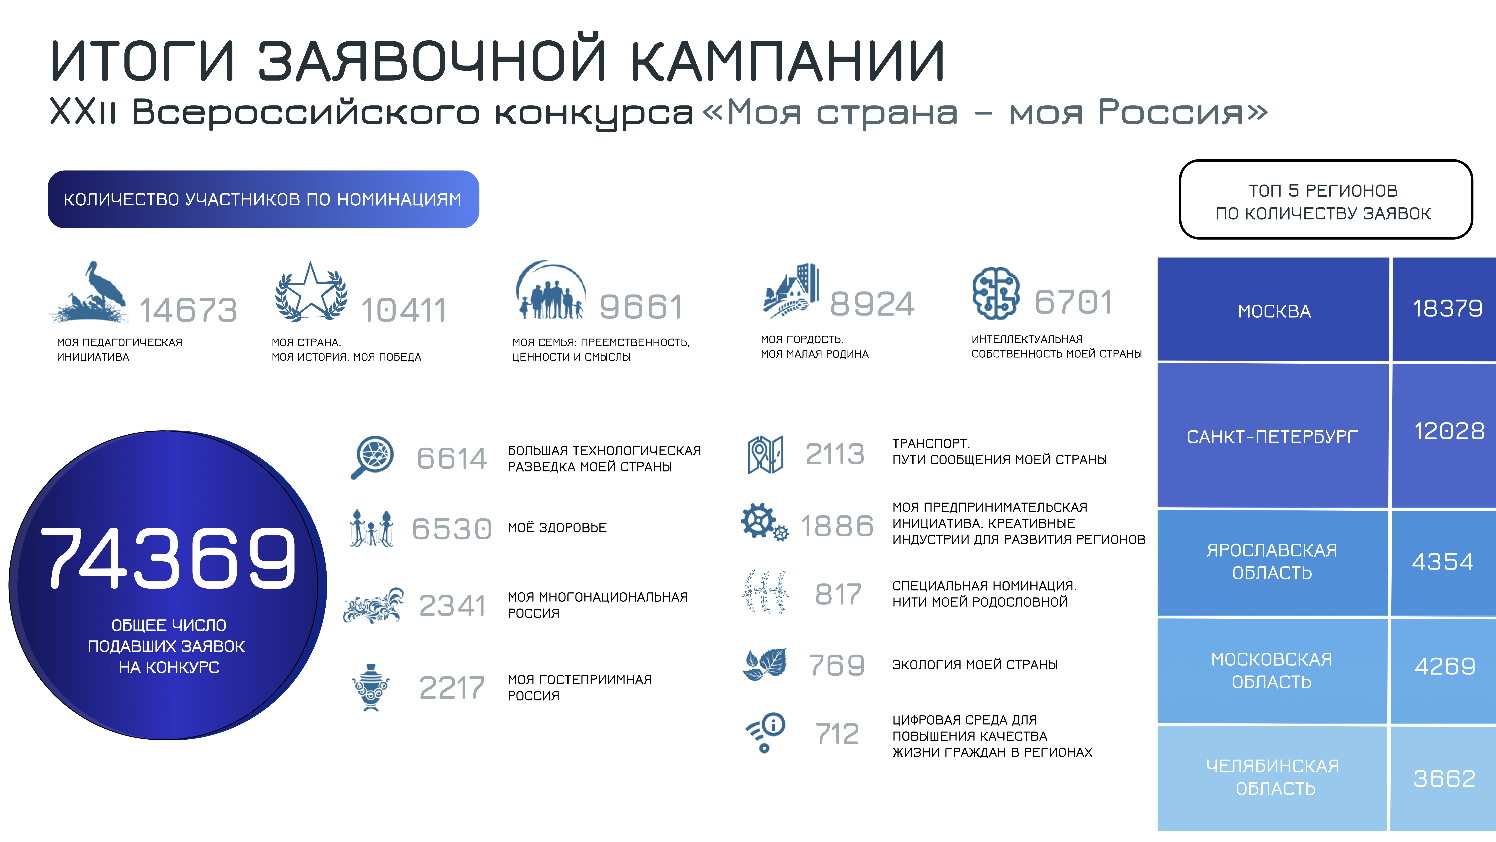 ИТОГИ ЗАЯВОЧНОЙ КАМПАНИИ
XXII Всероссийского конкурса «Моя страна – моя Россия»
КОЛИЧЕСТВО УЧАСТНИКОВ ПО НОМИНАЦИЯМ
14673
МОЯ ПЕДАГОГИЧЕСКАЯ
ИНИЦИАТИВА
10411
МОЯ СТРАНА.
МОЯ ИСТОРИЯ. МОЯ ПОБЕДА
9661
МОЯ СЕМЬЯ: ПРЕЕМСТВЕННОСТЬ,
ЦЕННОСТИ И СМЫСЛЫ
8924
МОЯ ГОРДОСТЬ.
МОЯ МАЛАЯ РОДИНА
6701
ИНТЕЛЛЕКТУАЛЬНАЯ
СОБСТВЕННОСТЬ МОЕЙ СТРАНЫ
74369
ОБЩЕЕ ЧИСЛО
ПОДАВШИХ ЗАЯВОК
НА КОНКУРС
6614
БОЛЬШАЯ ТЕХНОЛОГИЧЕСКАЯ
РАЗВЕДКА МОЕЙ СТРАНЫ
6530
МОЁ ЗДОРОВЬЕ
2341
МОЯ МНОГОНАЦИОНАЛЬНАЯ
РОССИЯ
2217
МОЯ ГОСТЕПРИИМНАЯ
РОССИЯ
2113
ТРАНСПОРТ.
ПУТИ СООБЩЕНИЯ МОЕЙ СТРАНЫ
1886
МОЯ ПРЕДПРИНИМАТЕЛЬСКАЯ
ИНИЦИАТИВА. КРЕАТИВНЫЕ
ИНДУСТРИИ ДЛЯ РАЗВИТИЯ РЕГИОНОВ
817
СПЕЦИАЛЬНАЯ НОМИНАЦИЯ.
НИТИ МОЕЙ РОДОСЛОВНОЙ
769
ЭКОЛОГИЯ МОЕЙ СТРАНЫ
712
ЦИФРОВАЯ СРЕДА ДЛЯ
ПОВЫШЕНИЯ КАЧЕСТВА
ЖИЗНИ ГРАЖДАН В РЕГИОНАХ
ТОП 5 РЕГИОНОВ
ПО КОЛИЧЕСТВУ ЗАЯВОК
МОСКВА 18379
САНКТ-ПЕТЕРБУРГ 12028
ЯРОСЛАВСКАЯ
ОБЛАСТЬ
4354
МОСКОВСКАЯ
ОБЛАСТЬ
4269
ЧЕЛЯБИНСКАЯ
ОБЛАСТЬ
3662